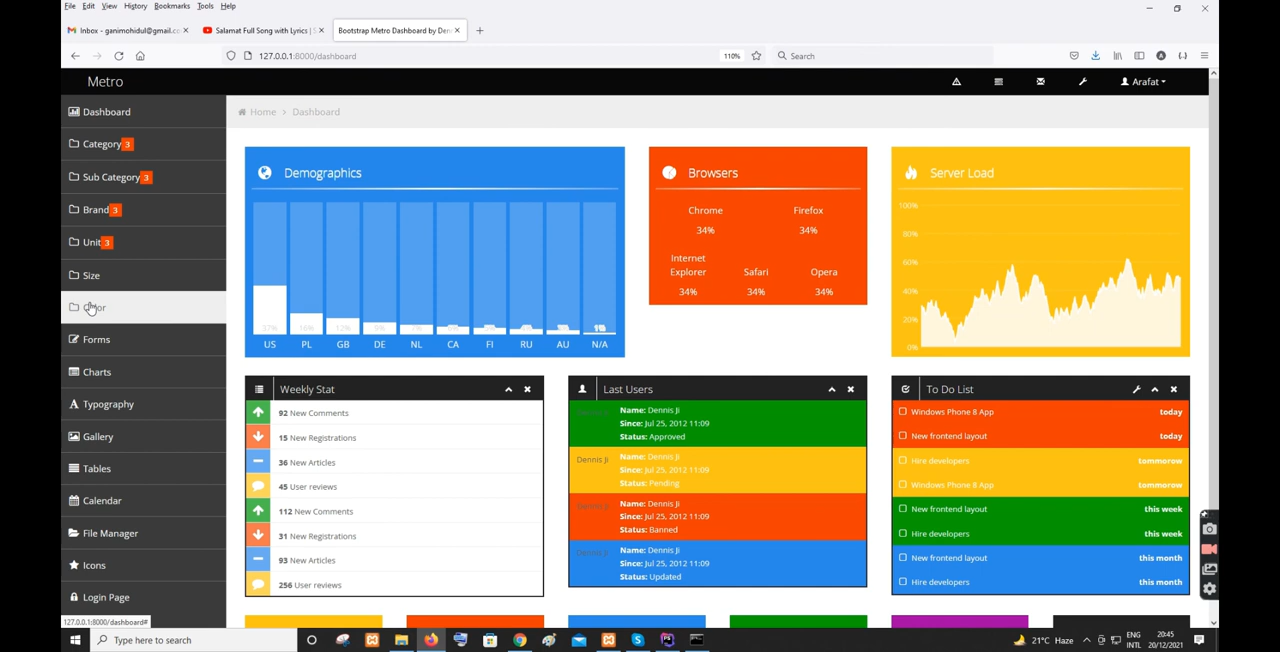 File Edit View History Bookmarks Tools Help
Inbox - ganimohidul@gmail.co
Salamat Full Song with Lyrics | S
Bootstrap Metro Dashboard by Den
127.0.0.1:8000/dashboard
110%
Search
Metro
Arafat
Dashboard
Category 3
Sub Category 3
Brand 3
Unit 3
Size
Forms
Charts
Typography
Gallery
Tables
Calendar
File Manager
Icons
Login Page
127.0.0.1:8000/dashboard#
Home > Dashboard
Demographics
37% 16% 12% 9% 7%
US PL GB DE NL CA FI RU AU N/A
Browsers
Chrome Firefox
34% 34%
Internet
Explorer Safari Opera
34% 34% 34%
Server Load
100%
80%
60%
40%
20%
0%
Weekly Stat
92 New Comments
15 New Registrations
36 New Articles
45 User reviews
112 New Comments
31 New Registrations
93 New Articles
256 User reviews
Last Users
Dennis Ji
Name: Dennis Ji
Since: Jul 25, 2012 11:09
Status: Approved
Dennis Ji
Name: Dennis Ji
Since: Jul 25, 2012 11:09
Status: Pending
Dennis Ji
Name: Dennis Ji
Since: Jul 25, 2012 11:09
Status: Banned
Dennis Ji
Name: Dennis Ji
Since: Jul 25, 2012 11:09
Status: Updated
To Do List
Windows Phone 8 App today
New frontend layout today
Hire developers tommorow
Windows Phone 8 App tommorow
New frontend layout this week
Hire developers this week
New frontend layout this month
Hire developers this month
Type here to search
21°C Haze
ENG
INTL
20:45
20/12/2021